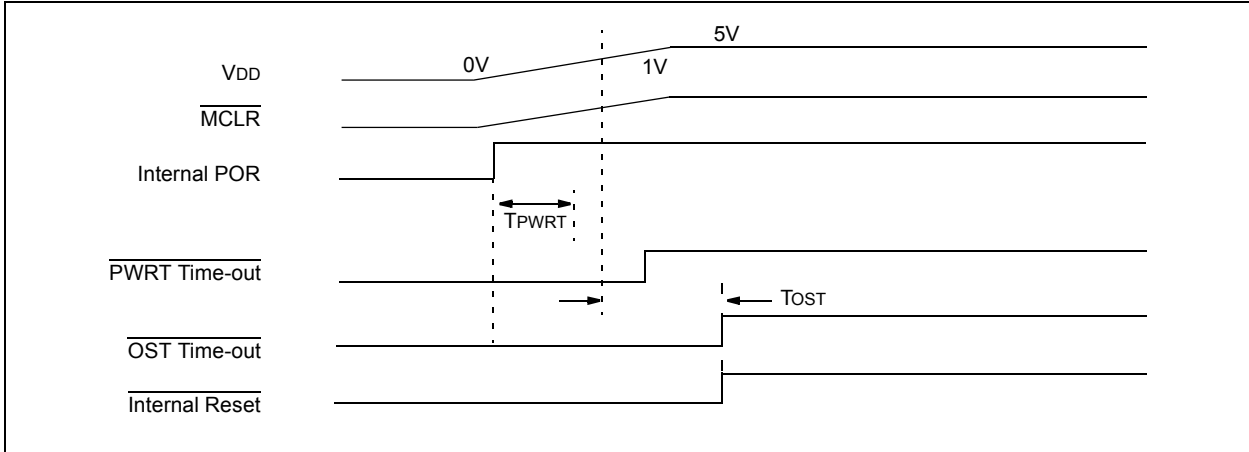 5V
VDD 0V 1V
MCLR
Internal POR
TPWRT
PWRT Time-out
TOST
OST Time-out
Internal Reset